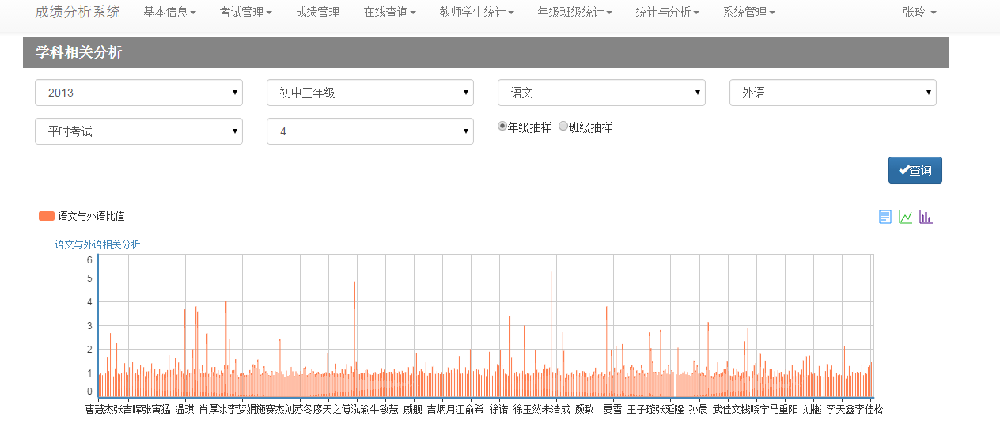 成绩分析系统 基本信息 考试管理 成绩管理 在线查询 教师学生统计 年级班级统计 统计与分析 系统管理 张玲
学科相关分析
2013 初中三年级 语文 外语
平时考试 4 年级抽样 班级抽样
查询
语文与外语比值
语文与外语相关分析
6
5
4
3
2
1
0
曹慧杰张吉晖张寅猛 温琪 肖厚冰李梦娟施赛杰刘苏冬廖天之傅泓瑜牛敏慧 戚舰 吉炳月江俞希 徐诺 徐玉然朱浩成 颜致 夏雪 王子璇张延隆 孙晨 武佳文钱晓宇马重阳 刘樾 李天鑫李佳松